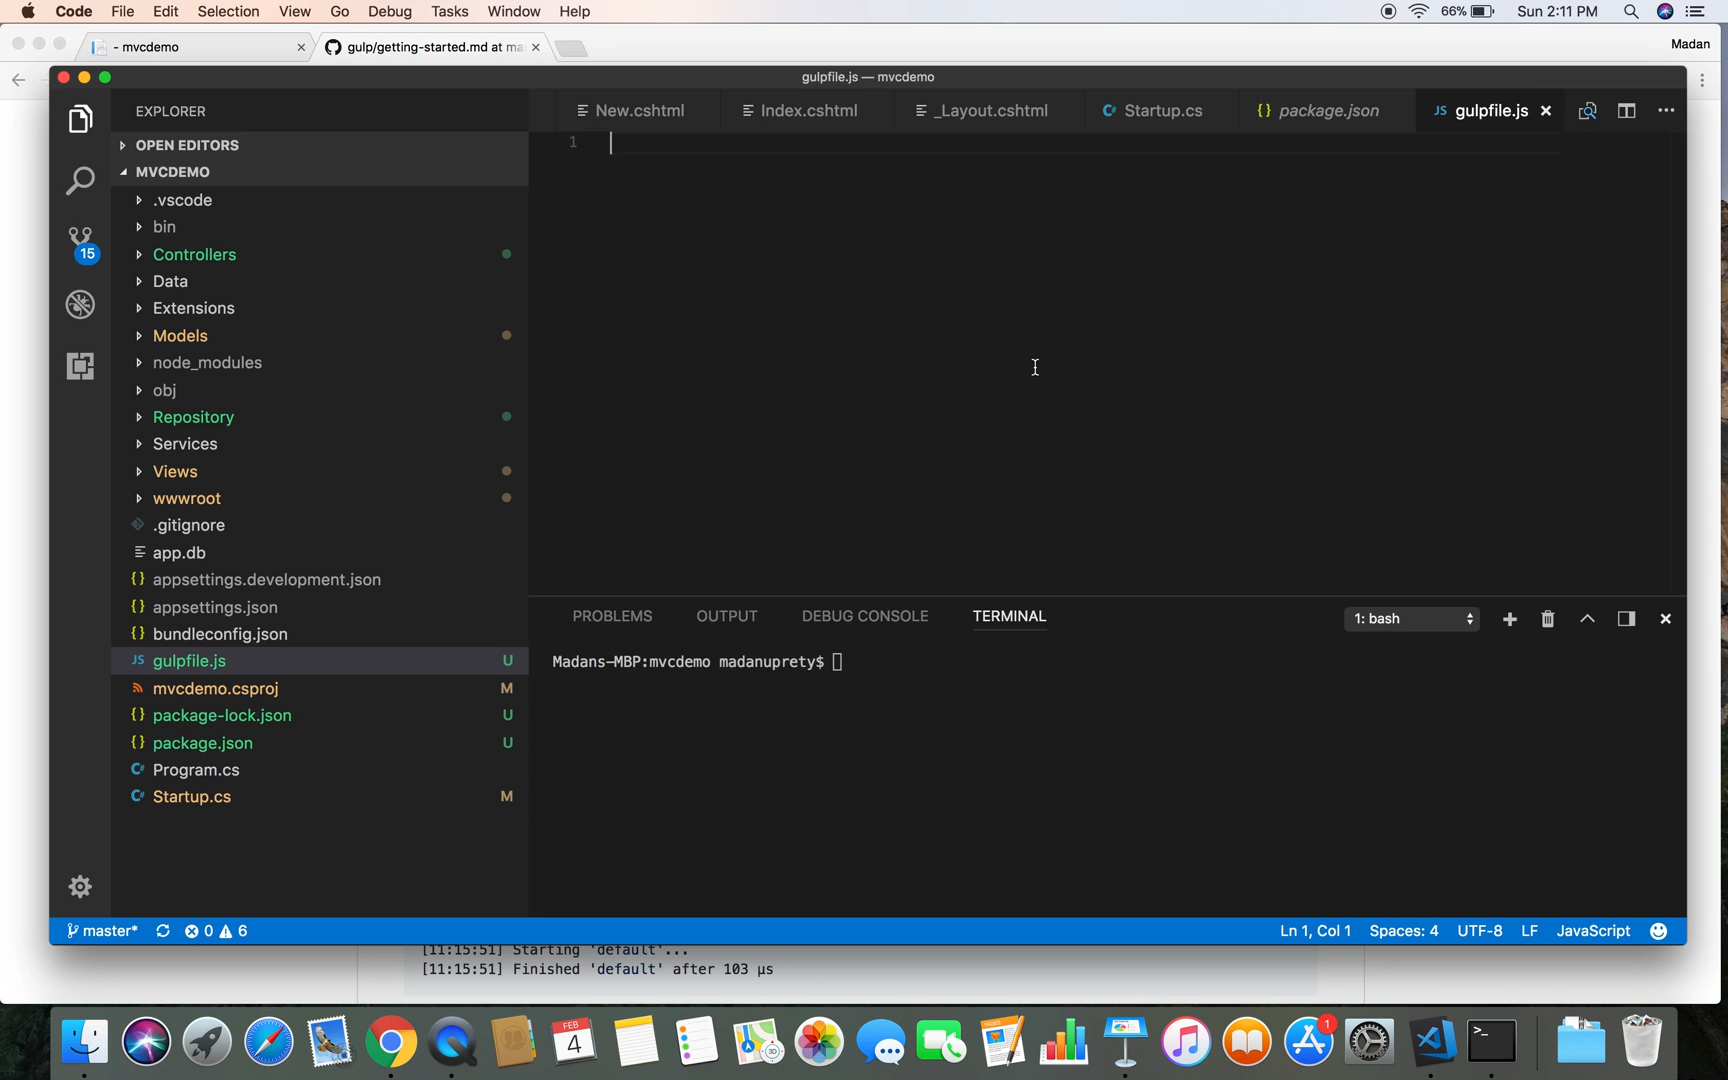 Code File Edit Selection View Go Debug Tasks Window Help 66% Sun 2:11 PM
- mvcdemo gulp/getting-started.md at ma Madan
gulpfile.js — mvcdemo
EXPLORER
New.cshtml Index.cshtml _Layout.cshtml C# Startup.cs {} package.json JS gulpfile.js
OPEN EDITORS
1
MVCDEMO
.vscode
bin
15
Controllers
Data
Extensions
Models
node_modules
obj
Repository
Services
Views
wwwroot
.gitignore
app.db
{} appsettings.development.json
{} appsettings.json
{} bundleconfig.json
JS gulpfile.js U
mvcdemo.csproj M
{} package-lock.json U
{} package.json U
C# Program.cs
C# Startup.cs M
PROBLEMS OUTPUT DEBUG CONSOLE TERMINAL 1: bash
Madans-MBP:mvcdemo madanuprety$
master* 0 6 Ln 1, Col 1 Spaces: 4 UTF-8 LF JavaScript
[11:15:51] Starting 'default'...
[11:15:51] Finished 'default' after 103 μs
FEB
4
PAGES
3D
1
>_